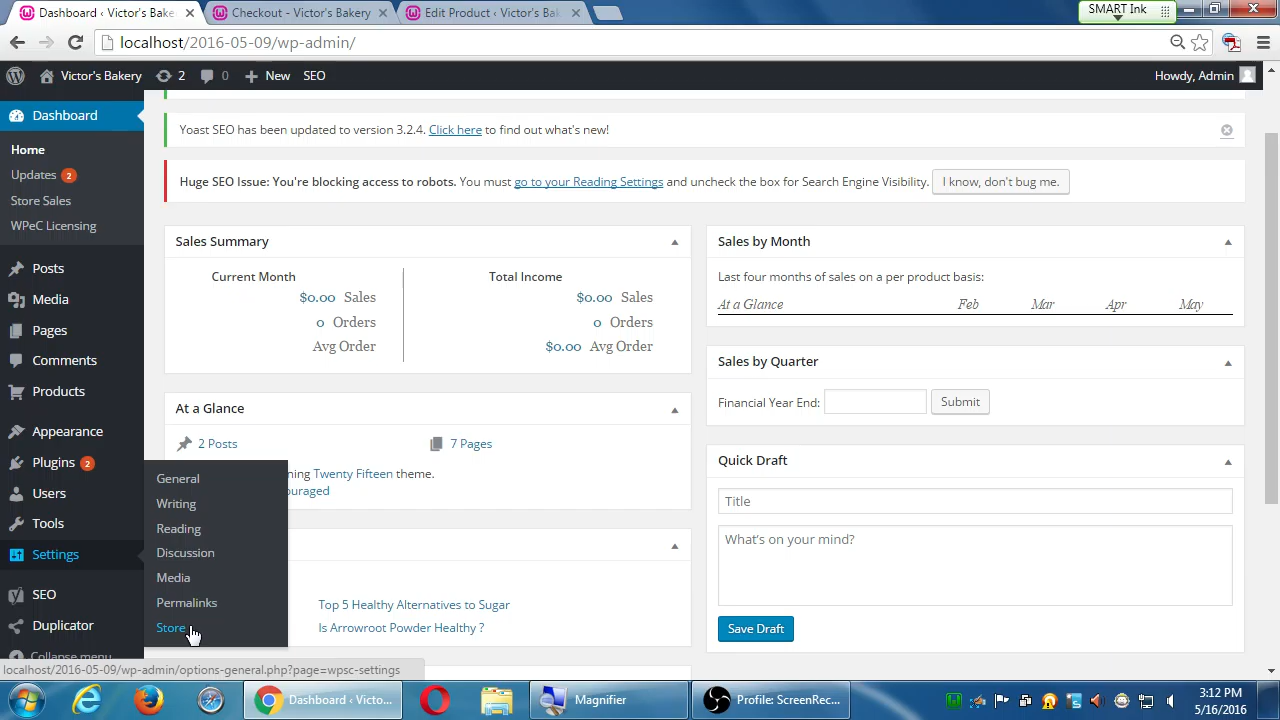 Dashboard ‹ Victor's Bake
Checkout - Victor's Bakery
Edit Product ‹ Victor's Ba
SMART Ink
localhost/2016-05-09/wp-admin/
Victor's Bakery
2
0
New
SEO
Howdy, Admin
Dashboard
Home
Updates 2
Store Sales
WPeC Licensing
Posts
Media
Pages
Comments
Products
Appearance
Plugins 2
Users
Tools
Settings
SEO
Duplicator
Collapse menu
General
Writing
Reading
Discussion
Media
Permalinks
Store
Yoast SEO has been updated to version 3.2.4. Click here to find out what's new!
Huge SEO Issue: You're blocking access to robots. You must go to your Reading Settings and uncheck the box for Search Engine Visibility. I know, don't bug me.
Sales Summary
Current Month
$0.00 Sales
0 Orders
Avg Order
Total Income
$0.00 Sales
0 Orders
$0.00 Avg Order
At a Glance
2 Posts
7 Pages
ning Twenty Fifteen theme.
ouraged
Top 5 Healthy Alternatives to Sugar
Is Arrowroot Powder Healthy ?
Sales by Month
Last four months of sales on a per product basis:
At a Glance Feb Mar Apr May
Sales by Quarter
Financial Year End: Submit
Quick Draft
Title
What's on your mind?
Save Draft
localhost/2016-05-09/wp-admin/options-general.php?page=wpsc-settings
Dashboard ‹ Victo...
Magnifier
Profile: ScreenRec...
3:12 PM
5/16/2016